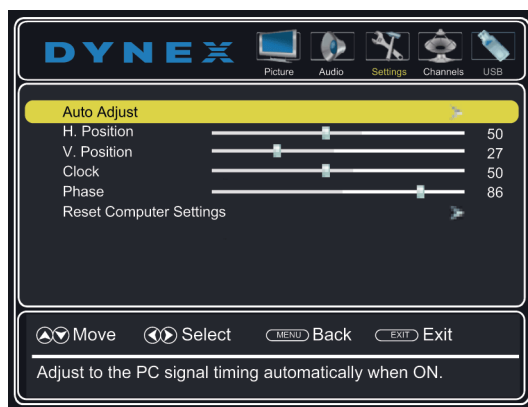 DYNEX
Picture Audio Settings Channels USB
Auto Adjust
H. Position 50
V. Position 27
Clock 50
Phase 86
Reset Computer Settings
Move Select MENU Back EXIT Exit
Adjust to the PC signal timing automatically when ON.